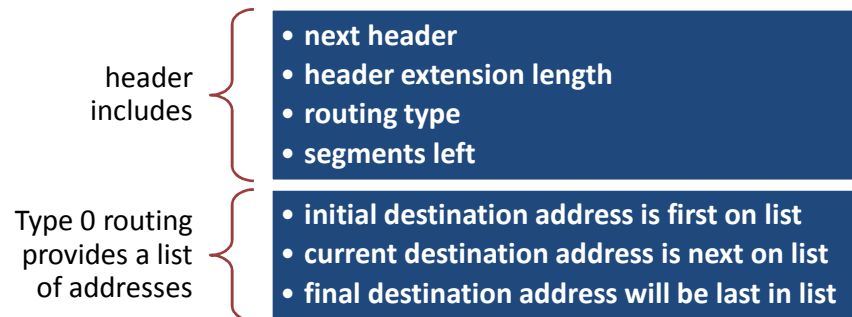 header
includes
• next header
• header extension length
• routing type
• segments left
Type 0 routing
provides a list
of addresses
• initial destination address is first on list
• current destination address is next on list
• final destination address will be last in list